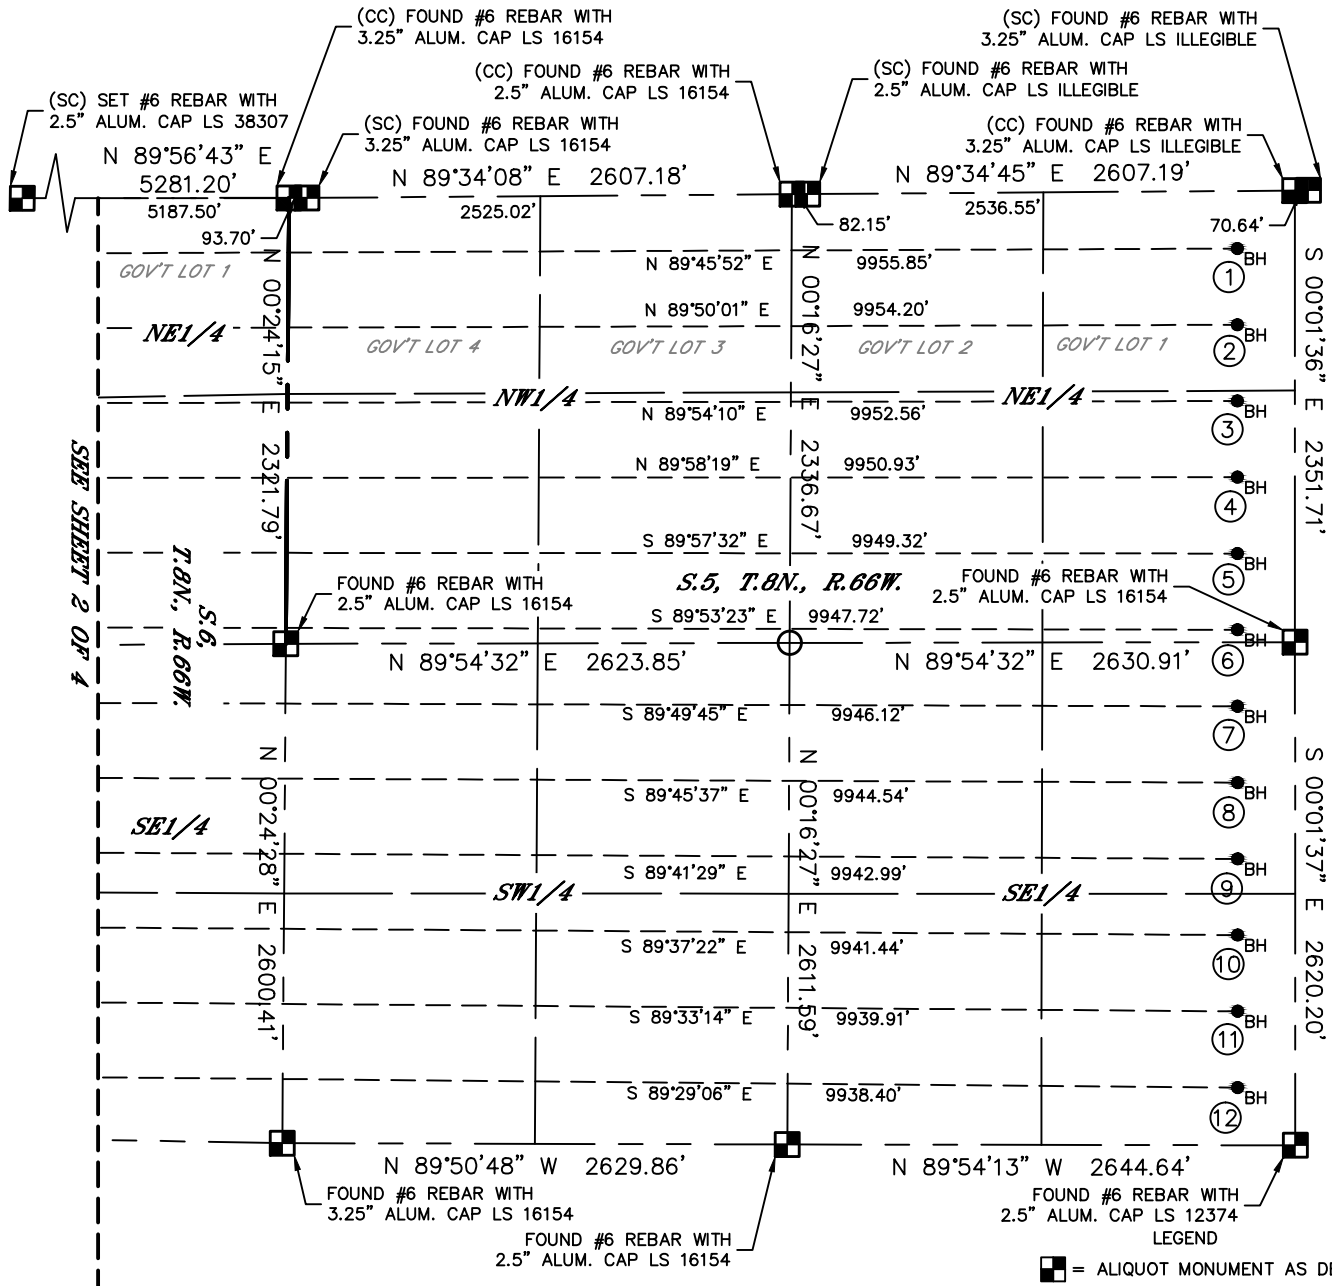 (CC) FOUND #6 REBAR WITH
3.25" ALUM. CAP LS 16154
(SC) FOUND #6 REBAR WITH
3.25" ALUM. CAP LS ILLEGIBLE
(CC) FOUND #6 REBAR WITH
2.5" ALUM. CAP LS 16154
(SC) FOUND #6 REBAR WITH
2.5" ALUM. CAP LS ILLEGIBLE
(SC) SET #6 REBAR WITH
2.5" ALUM. CAP LS 38307
(SC) FOUND #6 REBAR WITH
3.25" ALUM. CAP LS 16154
(CC) FOUND #6 REBAR WITH
3.25" ALUM. CAP LS ILLEGIBLE
N 89°56'43" E
5281.20'
N 89°34'08" E 2607.18'
N 89°34'45" E 2607.19'
5187.50'
2525.02'
2536.55'
93.70'
82.15'
70.64'
BH
N 89°45'52" E 9955.85'
1
GOV'T LOT 1
N 89°50'01" E 9954.20'
BH
NE1/4
GOV'T LOT 4
GOV'T LOT 3
GOV'T LOT 2
GOV'T LOT 1
2
N 00°24'15" E 2321.79'
N 00°16'27" E 2336.67'
S 00°01'36" E 2351.71'
NW1/4
NE1/4
N 89°54'10" E 9952.56'
BH
3
N 89°58'19" E 9950.93'
BH
4
SEE SHEET 2 OF 4
S 89°57'32" E 9949.32'
BH
5
S.6,
T.8N., R.66W.
S.5, T.8N., R.66W.
FOUND #6 REBAR WITH
2.5" ALUM. CAP LS 16154
FOUND #6 REBAR WITH
2.5" ALUM. CAP LS 16154
S 89°53'23" E 9947.72'
BH
6
N 89°54'32" E 2623.85'
N 89°54'32" E 2630.91'
S 89°49'45" E 9946.12'
BH
7
N 00°24'28" E 2600.41'
N 00°16'27" E 2611.59'
S 00°01'37" E 2620.20'
S 89°45'37" E 9944.54'
BH
8
SE1/4
S 89°41'29" E 9942.99'
BH
9
SW1/4
SE1/4
S 89°37'22" E 9941.44'
BH
10
S 89°33'14" E 9939.91'
BH
11
S 89°29'06" E 9938.40'
BH
12
N 89°50'48" W 2629.86'
N 89°54'13" W 2644.64'
FOUND #6 REBAR WITH
3.25" ALUM. CAP LS 16154
FOUND #6 REBAR WITH
2.5" ALUM. CAP LS 16154
FOUND #6 REBAR WITH
2.5" ALUM. CAP LS 12374
LEGEND
= ALIQUOT MONUMENT AS